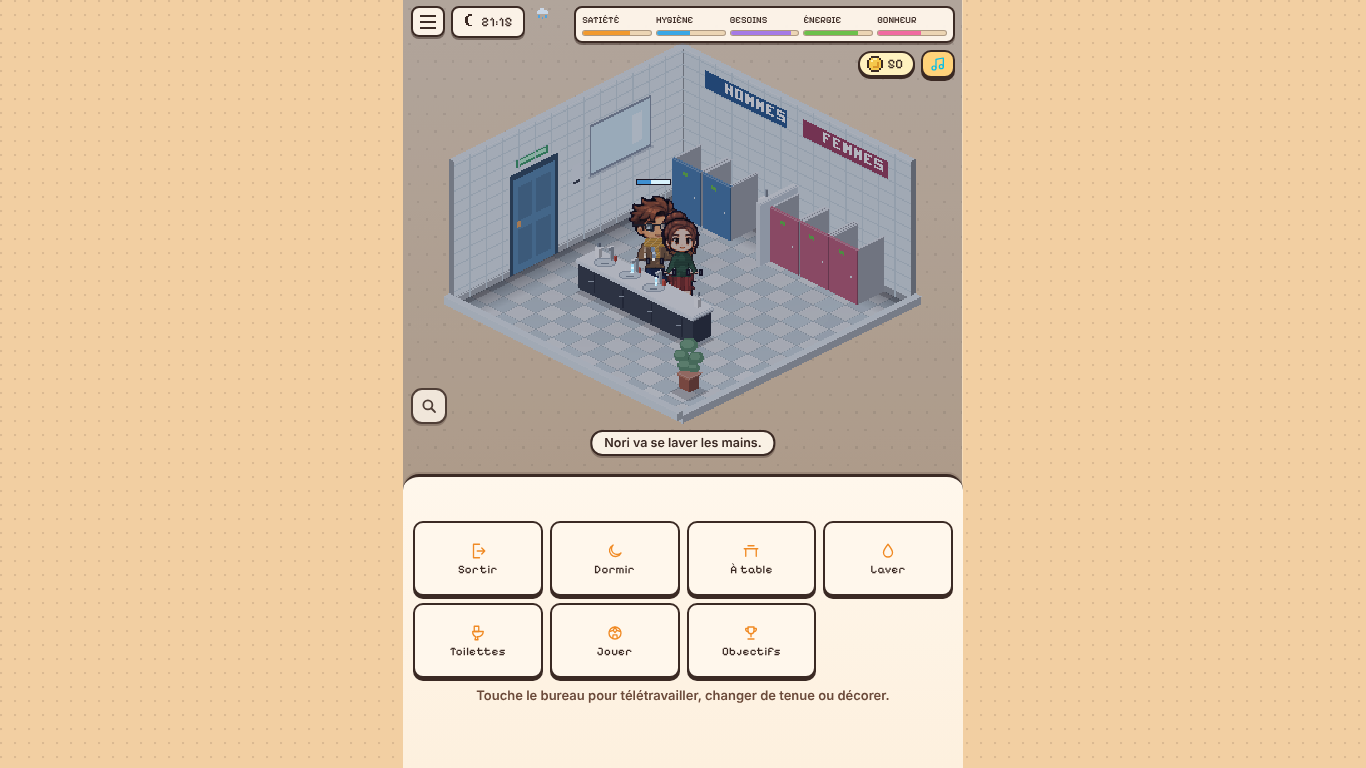 21:18
SATIÉTÉ HYGIÈNE BESOINS ÉNERGIE BONHEUR
80
HOMMES
FEMMES
Nori va se laver les mains.
Sortir Dormir À table Laver
Toilettes Jouer Objectifs
Touche le bureau pour télétravailler, changer de tenue ou décorer.